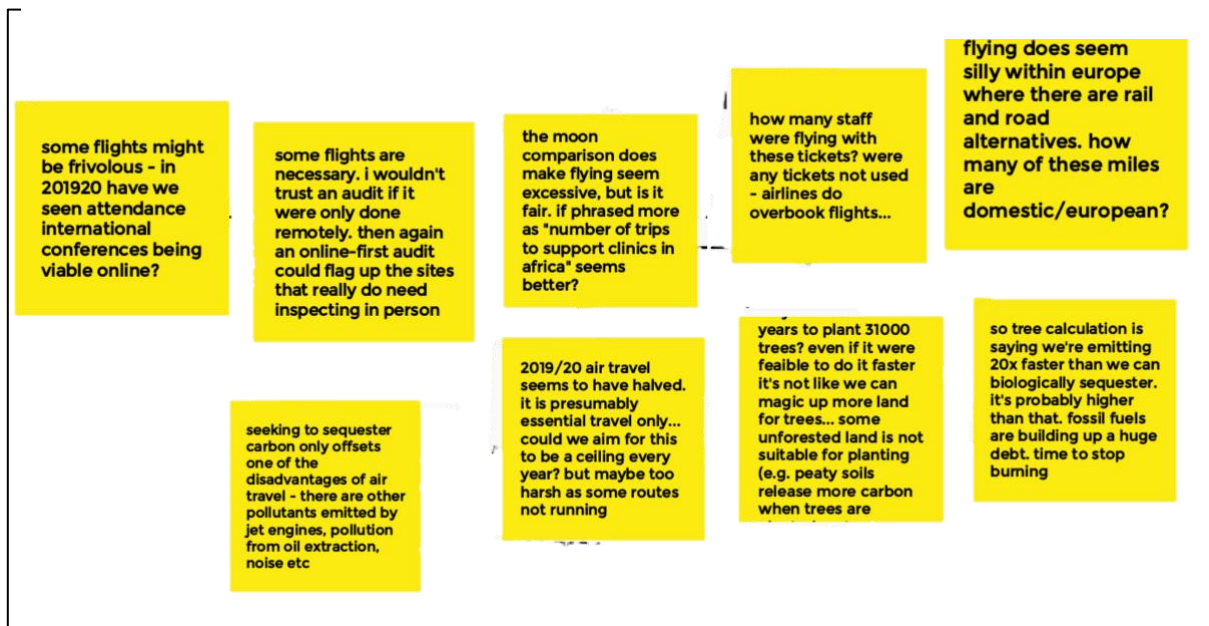 some flights might
be frivolous - in
201920 have we
seen attendance
international
conferences being
viable online?
some flights are
necessary. i wouldn't
trust an audit if it
were only done
remotely. then again
an online-first audit
could flag up the sites
that really do need
inspecting in person
the moon
comparison does
make flying seem
excessive, but is it
fair. if phrased more
as "number of trips
to support clinics in
africa" seems
better?
how many staff
were flying with
these tickets? were
any tickets not used
- airlines do
overbook flights...
flying does seem
silly within europe
where there are rail
and road
alternatives. how
many of these miles
are
domestic/european?
seeking to sequester
carbon only offsets
one of the
disadvantages of air
travel - there are other
pollutants emitted by
jet engines, pollution
from oil extraction,
noise etc
2019/20 air travel
seems to have halved.
it is presumably
essential travel only...
could we aim for this
to be a ceiling every
year? but maybe too
harsh as some routes
not running
years to plant 31000
trees? even if it were
feaible to do it faster
it's not like we can
magic up more land
for trees... some
unforested land is not
suitable for planting
(e.g. peaty soils
release more carbon
when trees are
so tree calculation is
saying we're emitting
20x faster than we can
biologically sequester.
it's probably higher
than that. fossil fuels
are building up a huge
debt. time to stop
burning